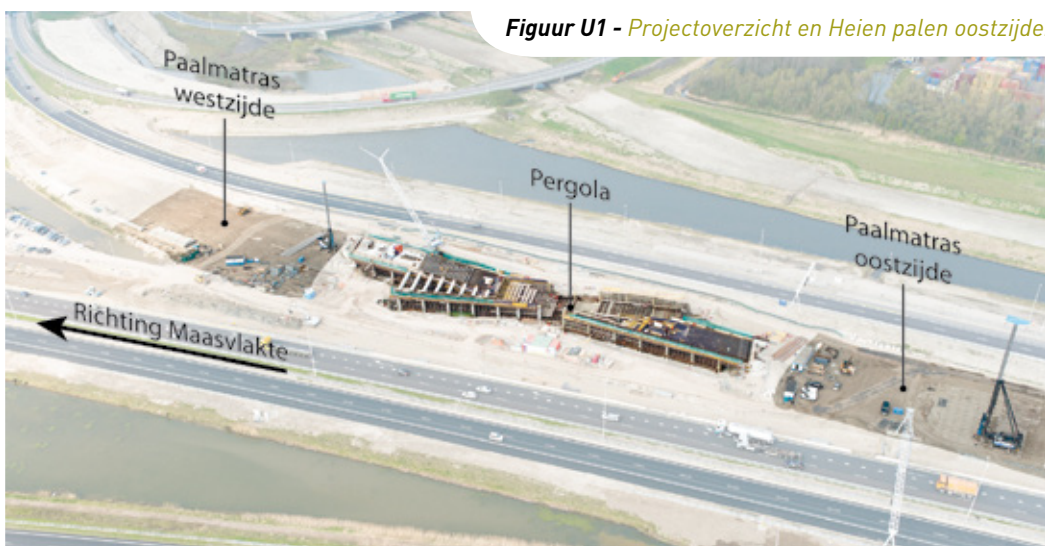 Figuur U1 - Projectoverzicht en Heien palen oostzijde
Paalmatras
westzijde
Pergola
Paalmatras
oostzijde
Richting Maasvlakte